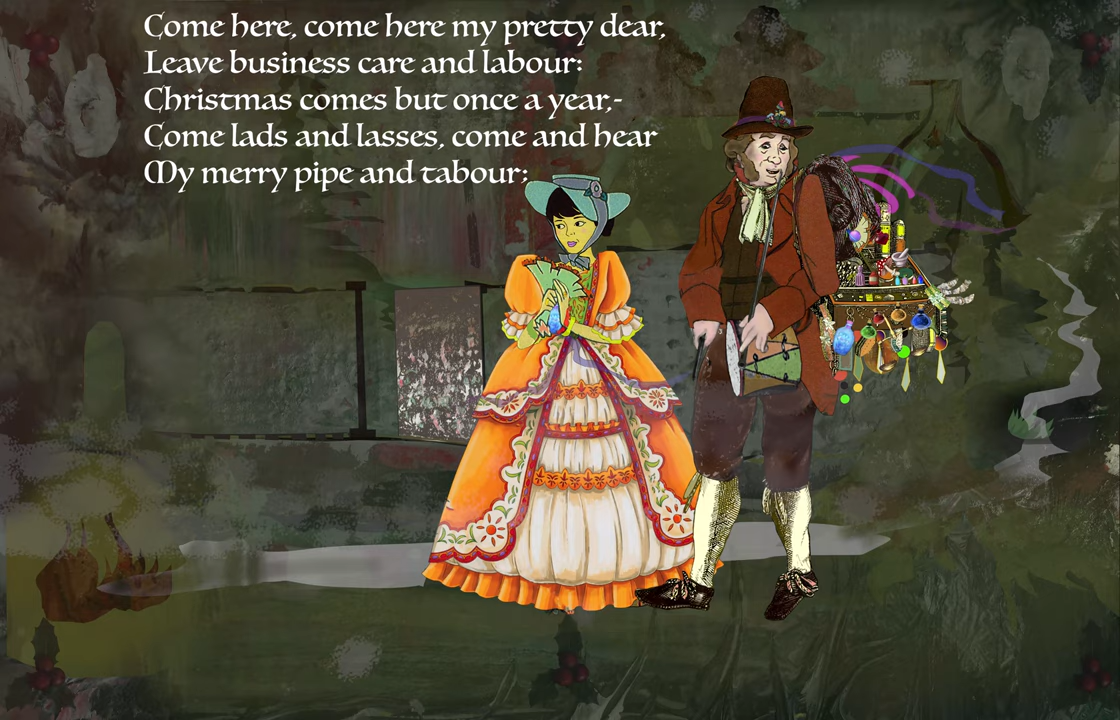 Come here, come here my pretty dear,
Leave business care and labour:
Christmas comes but once a year,-
Come lads and lasses, come and hear
My merry pipe and tabour;